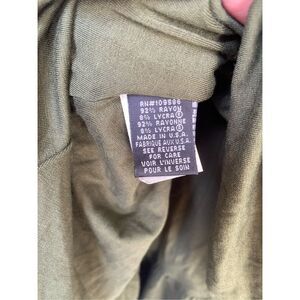 RN#109596
92% RAYON
8% LYCRA®
92% RAYONNE
8% LYCRA®
MADE IN U.S.A.
FABRIQUE AUX U.S.A.
SEE REVERSE
FOR CARE
VOIR L'INVERSE
POUR LE SOIN